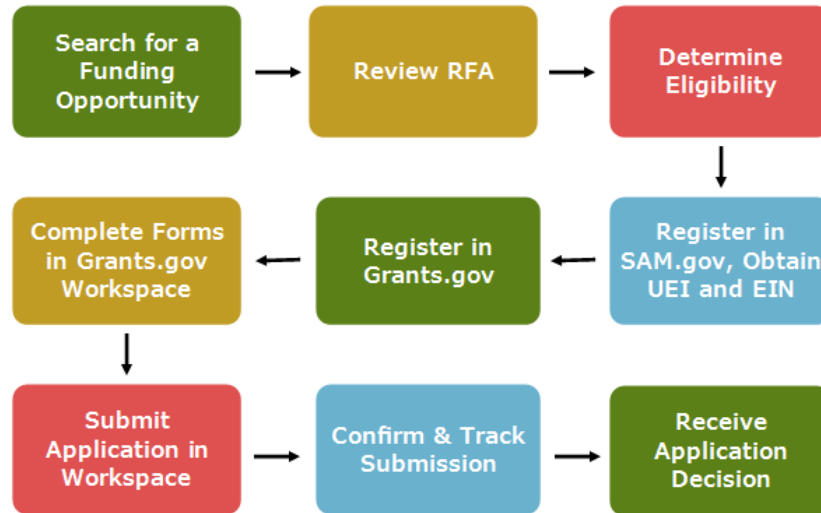 Search for a
Funding
Opportunity
Review RFA
Determine
Eligibility
Complete Forms
in Grants.gov
Workspace
Register in
Grants.gov
Register in
SAM.gov, Obtain
UEI and EIN
Submit
Application in
Workspace
Confirm & Track
Submission
Receive
Application
Decision